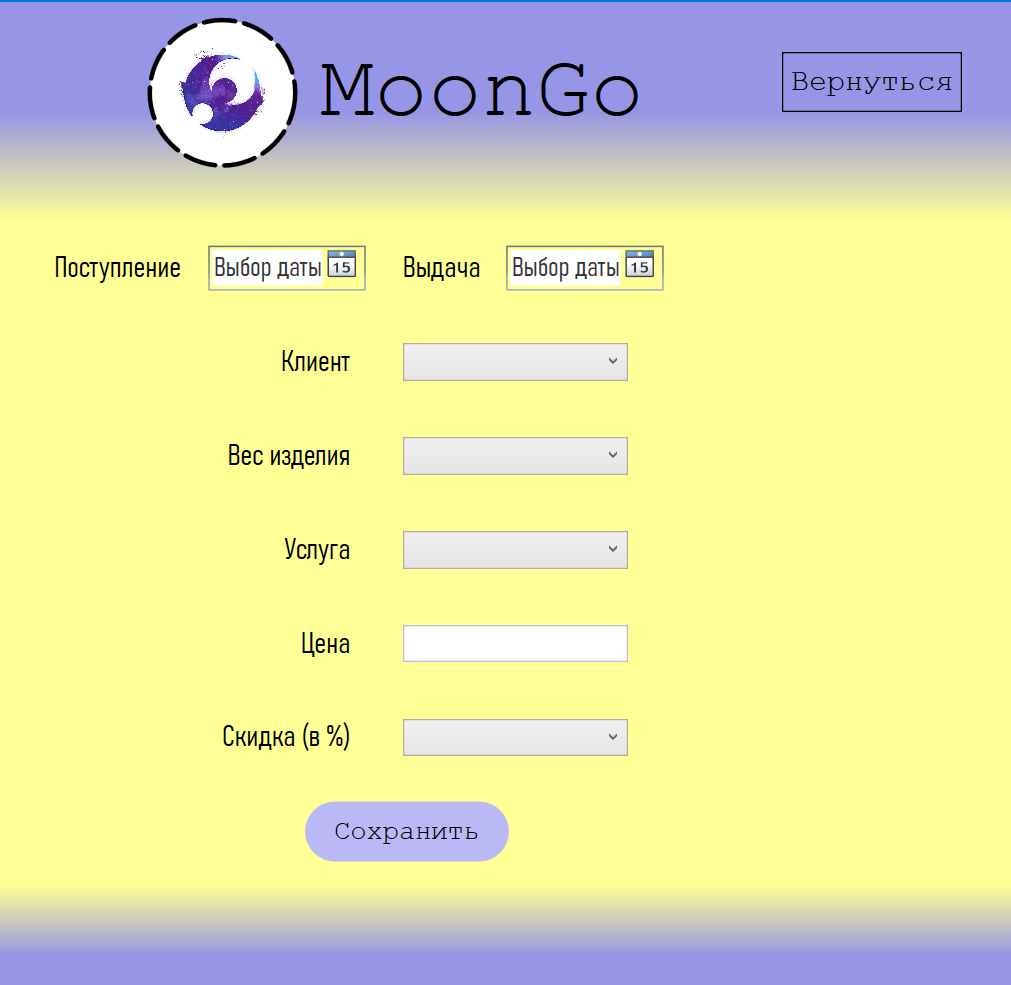 MoonGo
Вернуться
Поступление Выбор даты 15 Выдача Выбор даты 15
Клиент
Вес изделия
Услуга
Цена
Скидка (в %)
Сохранить